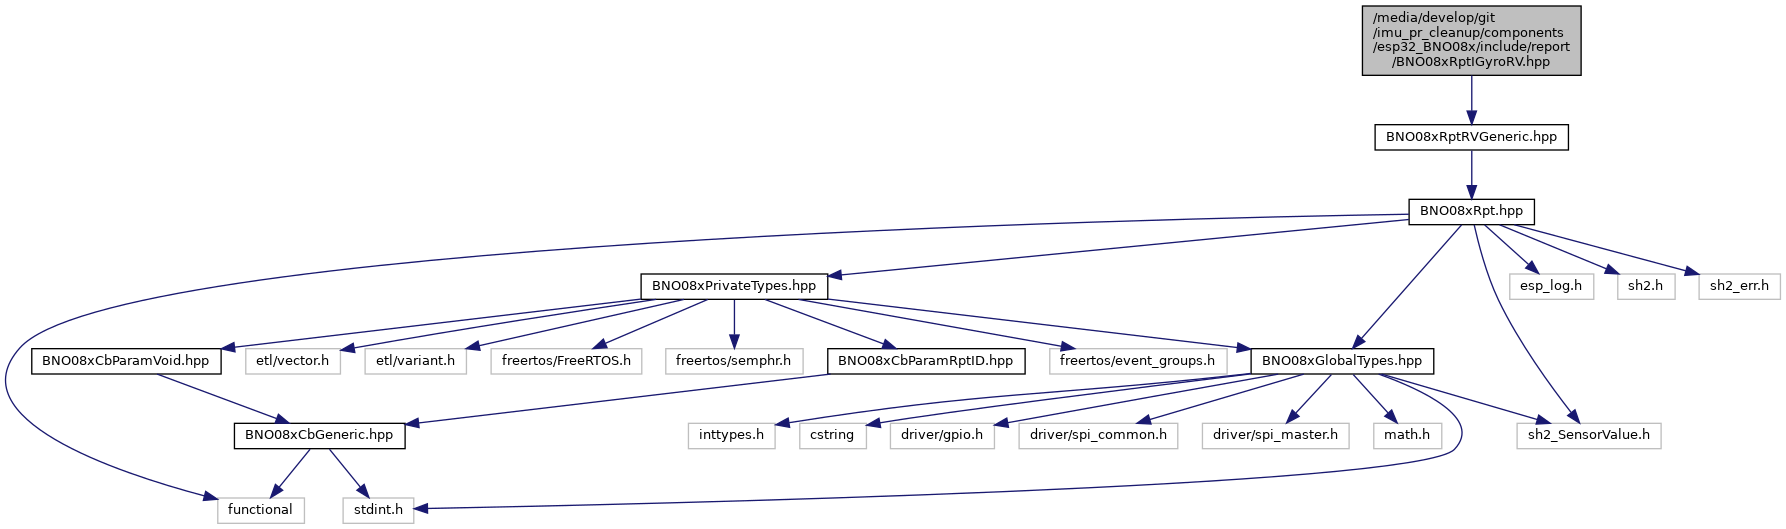 /media/develop/git
/imu_pr_cleanup/components
/esp32_BNO08x/include/report
/BNO08xRptIGyroRV.hpp
BNO08xRptRVGeneric.hpp
BNO08xRpt.hpp
BNO08xPrivateTypes.hpp
esp_log.h
sh2.h
sh2_err.h
BNO08xCbParamVoid.hpp
etl/vector.h
etl/variant.h
freertos/FreeRTOS.h
freertos/semphr.h
BNO08xCbParamRptID.hpp
freertos/event_groups.h
BNO08xGlobalTypes.hpp
BNO08xCbGeneric.hpp
inttypes.h
cstring
driver/gpio.h
driver/spi_common.h
driver/spi_master.h
math.h
sh2_SensorValue.h
functional
stdint.h